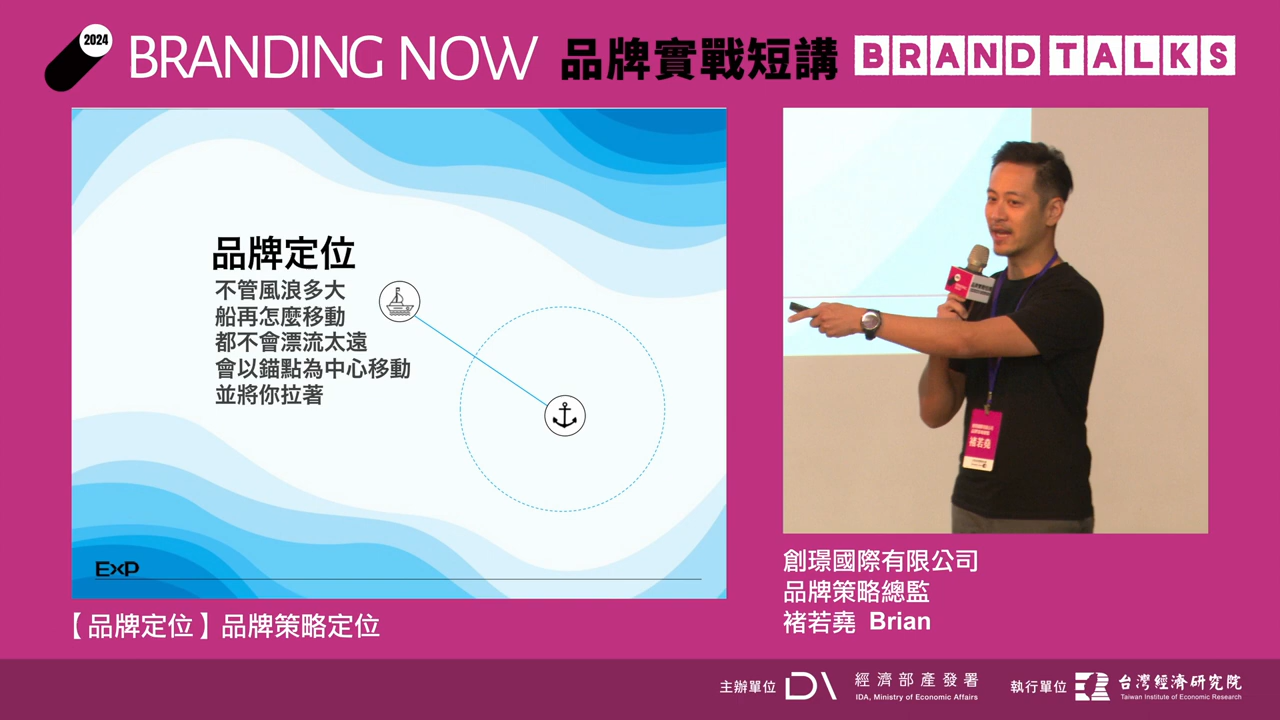 2024
BRANDING NOW 品牌實戰短講 BRAND TALKS
品牌定位
不管風浪多大
船再怎麼移動
都不會漂流太遠
會以錨點為中心移動
並將你拉著
ExP
【品牌定位】品牌策略定位
褚若堯
創璟國際有限公司
品牌策略總監
褚若堯 Brian
主辦單位
經濟部產發署
IDA, Ministry of Economic Affairs
執行單位
台灣經濟研究院
Taiwan Institute of Economic Research